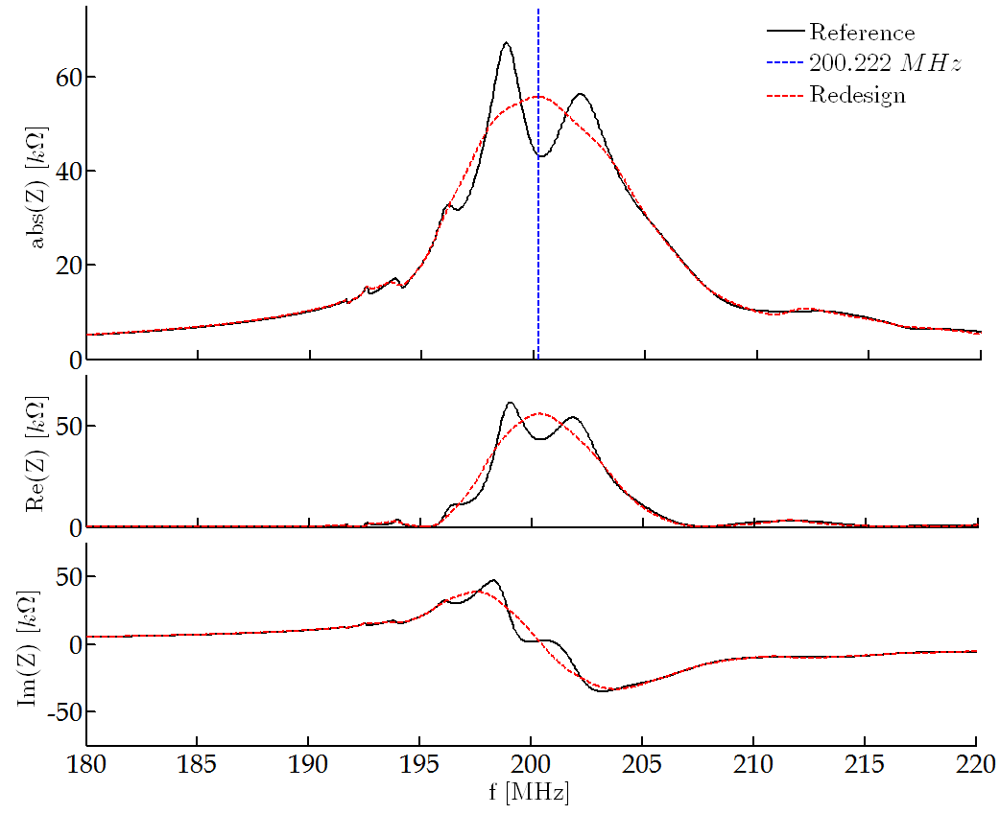 Reference
200.222 MHz
Redesign
abs(Z) [kΩ]
60
40
20
0
Re(Z) [kΩ]
50
0
Im(Z) [kΩ]
50
0
-50
180 185 190 195 200 205 210 215 220
f [MHz]